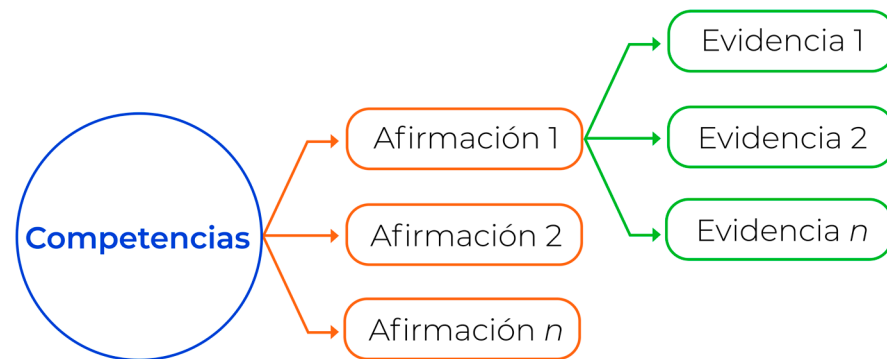 Competencias
Afirmación 1
Afirmación 2
Afirmación n
Evidencia 1
Evidencia 2
Evidencia n